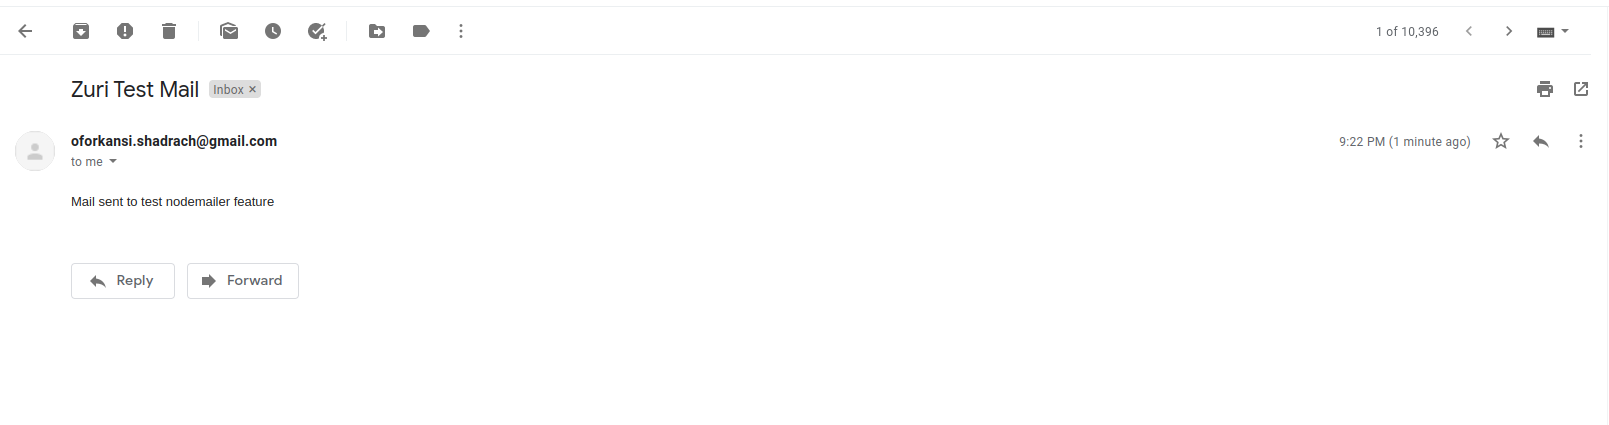 1 of 10,396
Zuri Test Mail Inbox ×
oforkansi.shadrach@gmail.com 9:22 PM (1 minute ago)
to me
Mail sent to test nodemailer feature
Reply Forward